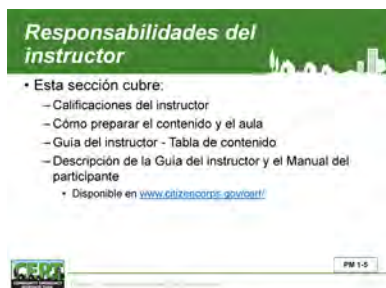 Responsabilidades del
instructor
• Esta sección cubre:
– Calificaciones del instructor
– Cómo preparar el contenido y el aula
– Guía del instructor - Tabla de contenido
– Descripción de la Guía del instructor y el Manual del
participante
• Disponible en www.citizencorps.gov/cert/
PM 1-5
CERT